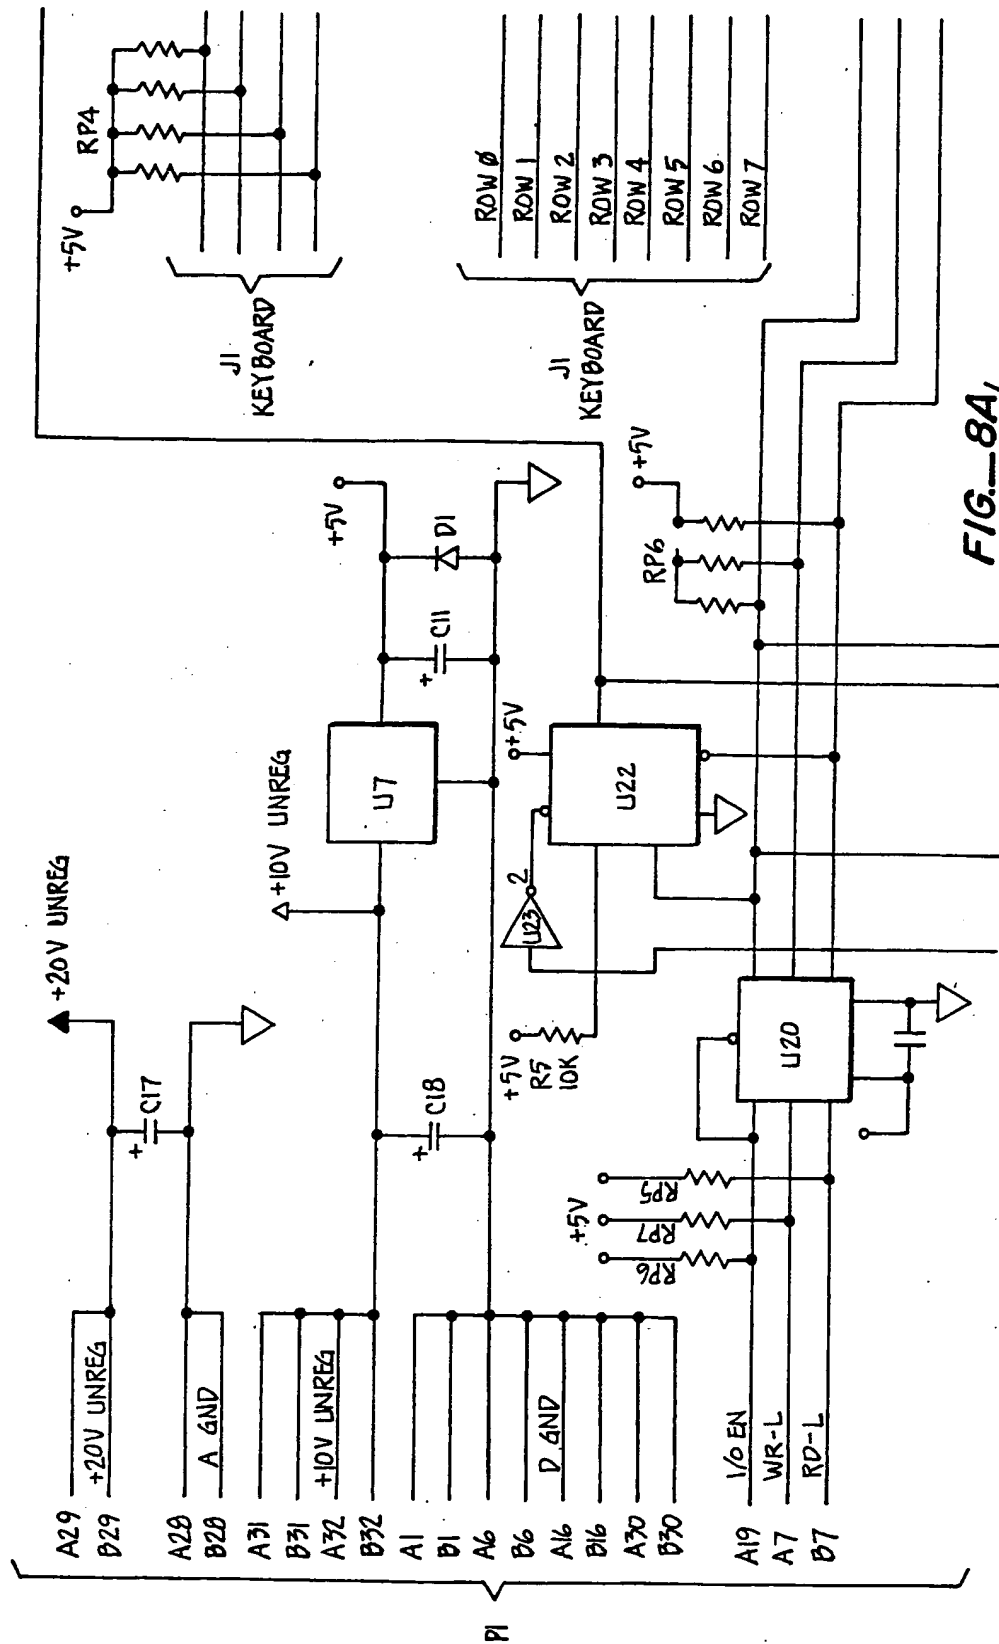 P1
A29
B29
+20V UNREG
A28
B28
A GND
A31
B31
A32
B32
+10V UNREG
A1
B1
A6
B6
A16
B16
A30
B30
D GND
A19
A7
B7
I/O EN
WR-L
RD-L
+20V UNREG
+
C17
+
C18
+10V UNREG
U7
+
C11
D1
+5V
+5V
R5
10K
U23
2
+5V
U22
RP6
RP7
RP5
+5V
U20
RP6
+5V
+5V
RP4
J1
KEYBOARD
J1
KEYBOARD
ROW Ø
ROW 1
ROW 2
ROW 3
ROW 4
ROW 5
ROW 6
ROW 7
FIG.—8A,